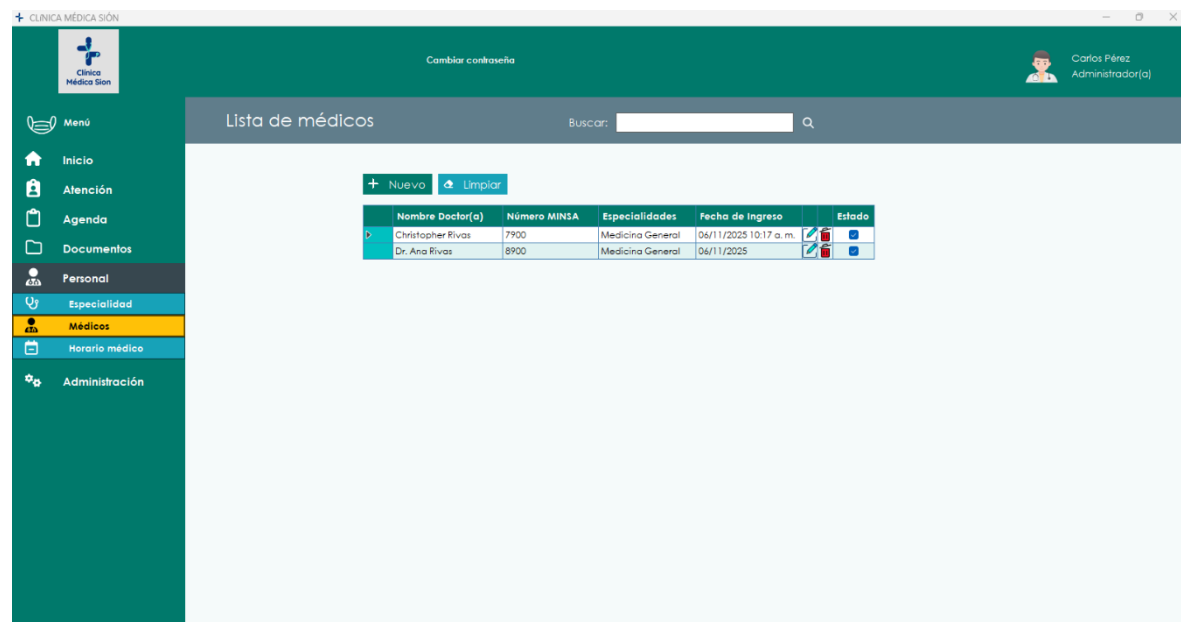 CLíNICA MÉDICA SIÓN
Clínica
Médica Sion
Cambiar contraseña
Carlos Pérez
Administrador(a)
Menú
Lista de médicos
Buscar:
Inicio
Atención
Agenda
Documentos
Personal
Especialidad
Médicos
Horario médico
Administración
Nuevo Limpiar
Nombre Doctor(a) Número MINSA Especialidades Fecha de Ingreso Estado
Christopher Rivas 7900 Medicina General 06/11/2025 10:17 a. m.
Dr. Ana Rivas 8900 Medicina General 06/11/2025